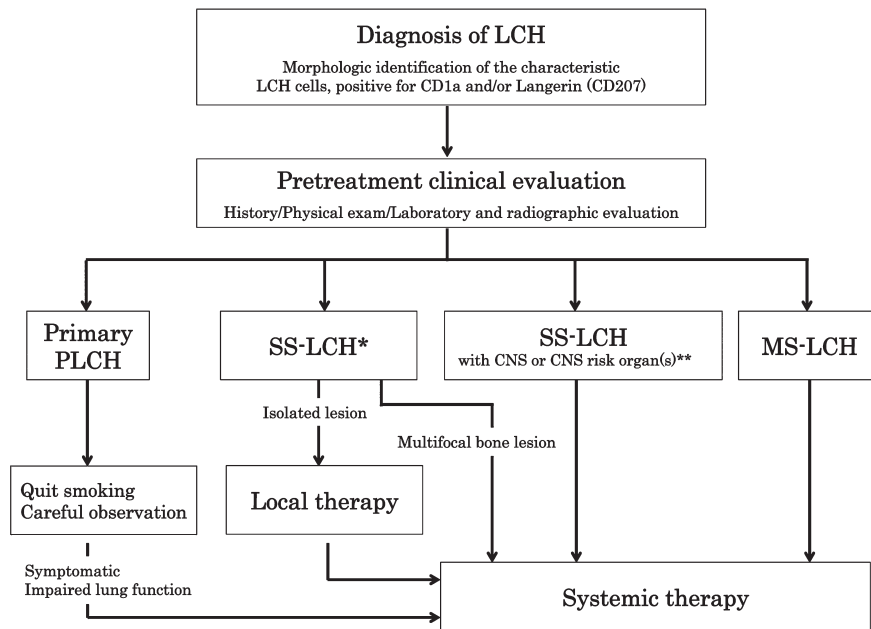 Diagnosis of LCH
Morphologic identification of the characteristic
LCH cells, positive for CD1a and/or Langerin (CD207)
Pretreatment clinical evaluation
History/Physical exam/Laboratory and radiographic evaluation
Primary
PLCH
SS-LCH*
SS-LCH
with CNS or CNS risk organ(s)**
MS-LCH
Isolated lesion
Multifocal bone lesion
Quit smoking
Careful observation
Local therapy
Symptomatic
Impaired lung function
Systemic therapy